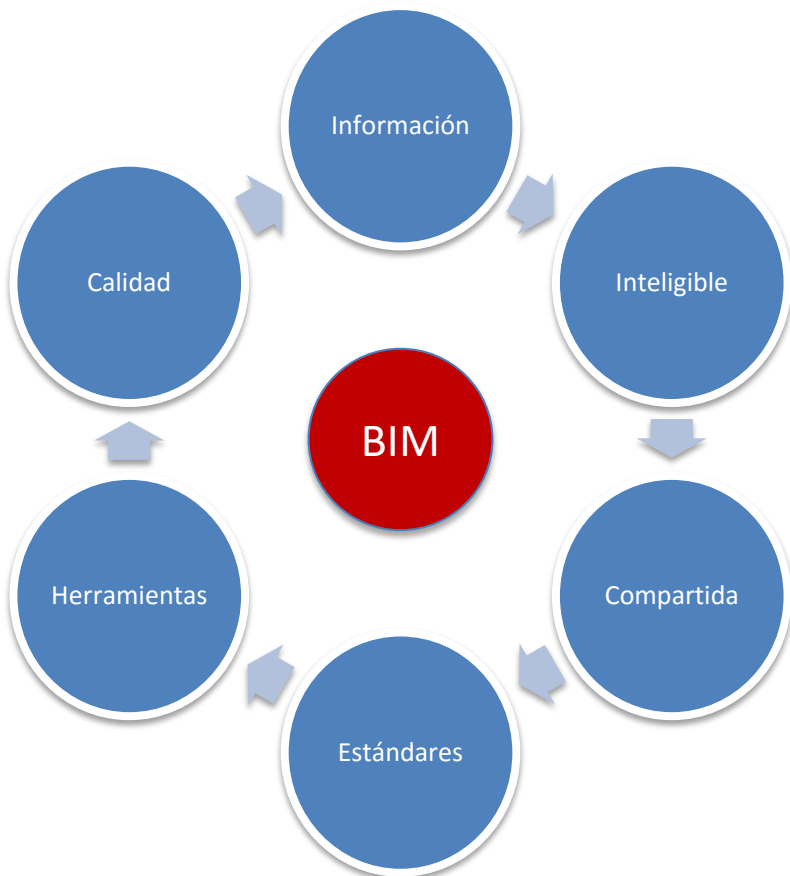 Información
Inteligible
Compartida
Estándares
Herramientas
Calidad
BIM